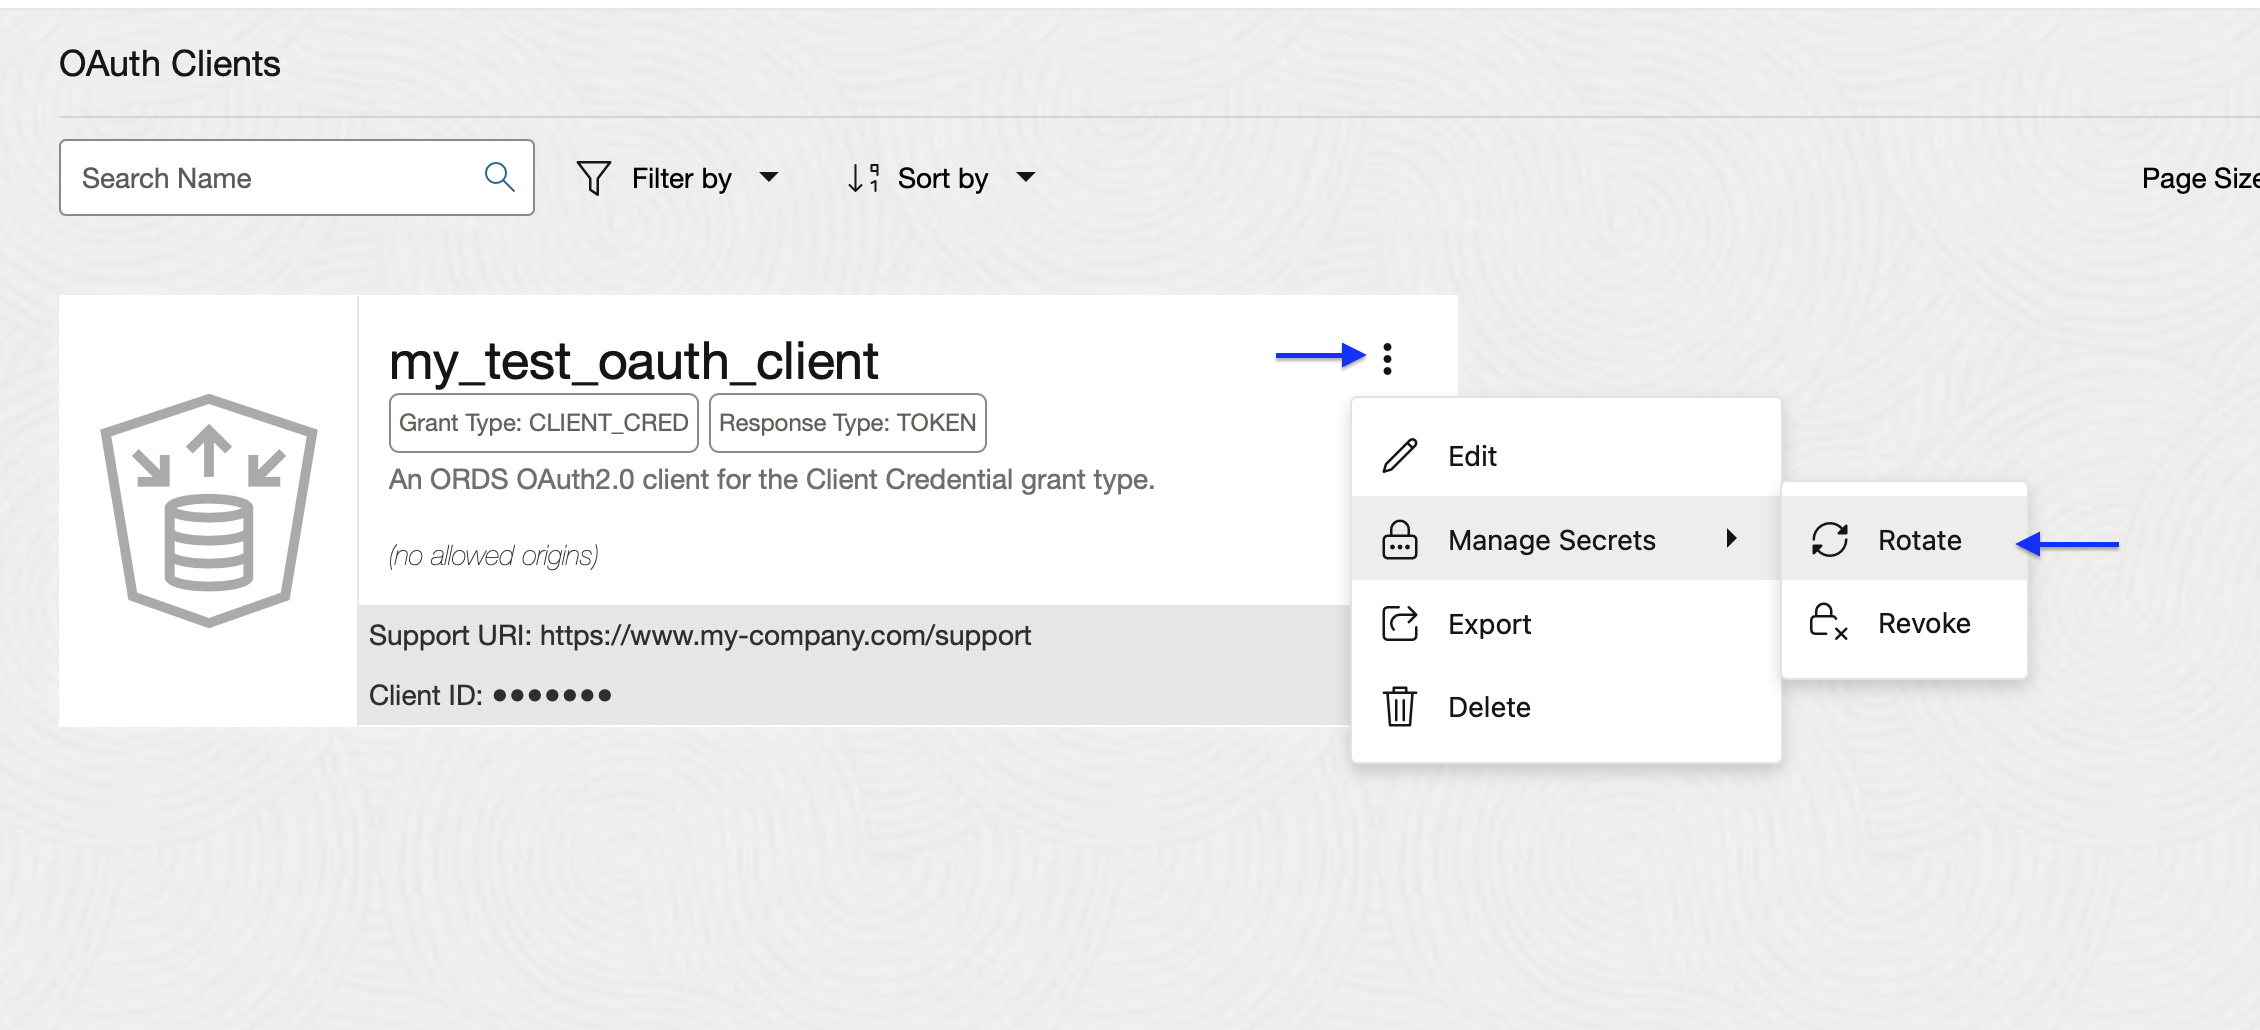 OAuth Clients
Search Name
Filter by
Sort by
Page Size
my_test_oauth_client
Grant Type: CLIENT_CRED
Response Type: TOKEN
An ORDS OAuth2.0 client for the Client Credential grant type.
(no allowed origins)
Support URI: https://www.my-company.com/support
Client ID: •••••••
Edit
Manage Secrets
Export
Delete
Rotate
Revoke